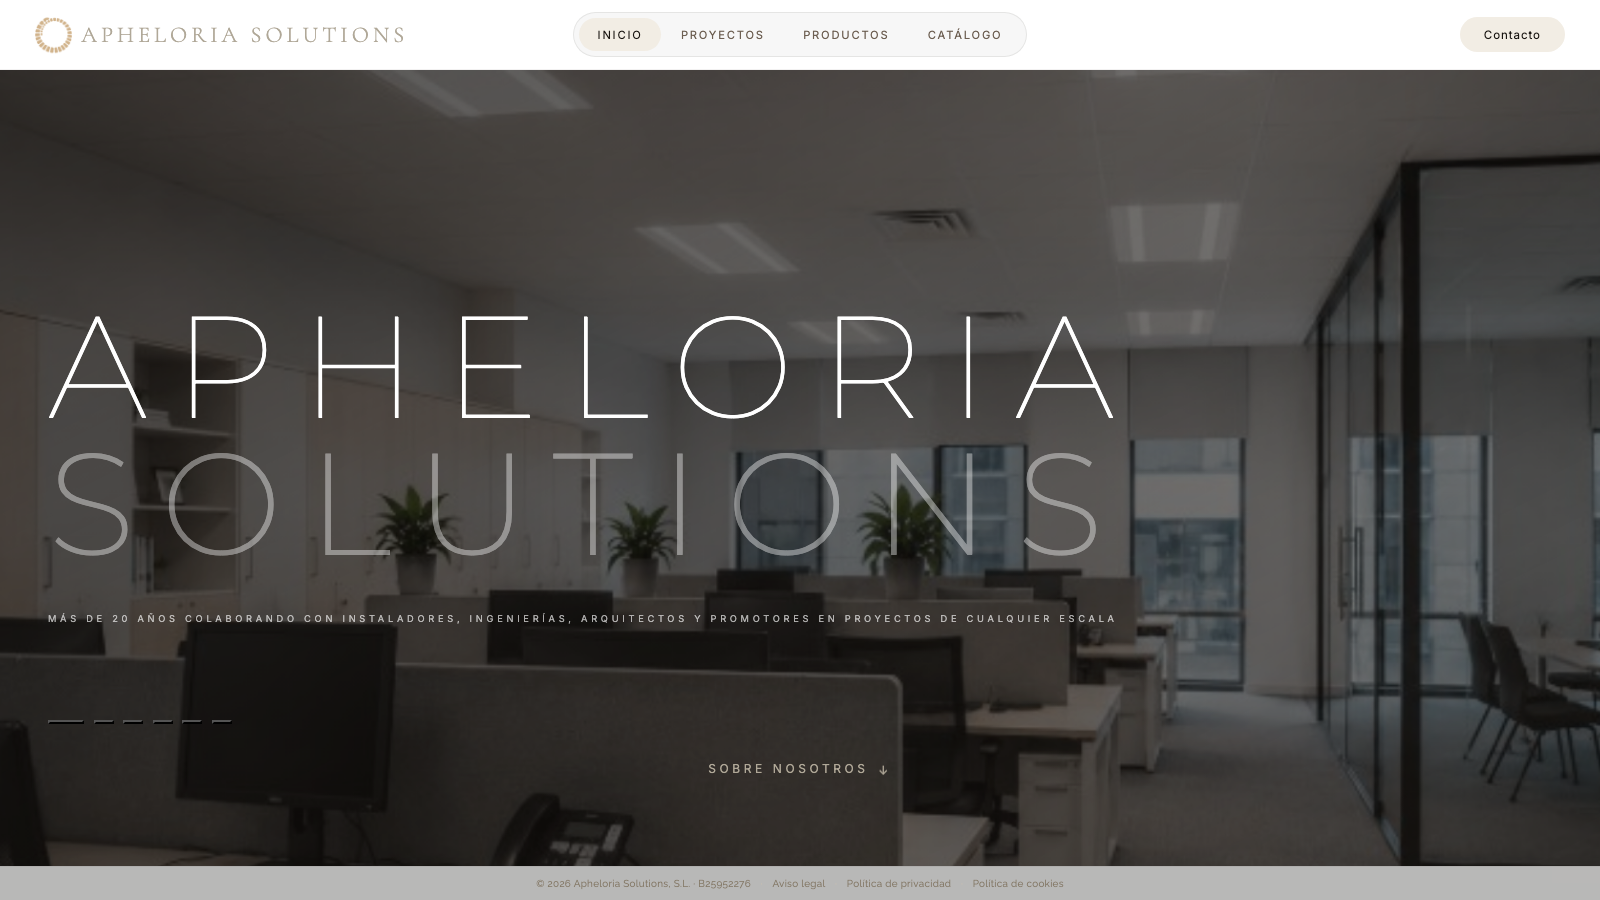 APHELORIA SOLUTIONS
INICIO
PROYECTOS
PRODUCTOS
CATÁLOGO
Contacto
APHELORIA
SOLUTIONS
MÁS DE 20 AÑOS COLABORANDO CON INSTALADORES, INGENIERÍAS, ARQUITECTOS Y PROMOTORES EN PROYECTOS DE CUALQUIER ESCALA
SOBRE NOSOTROS ↓
© 2026 Apheloria Solutions, S.L. · B25952276
Aviso legal
Política de privacidad
Política de cookies